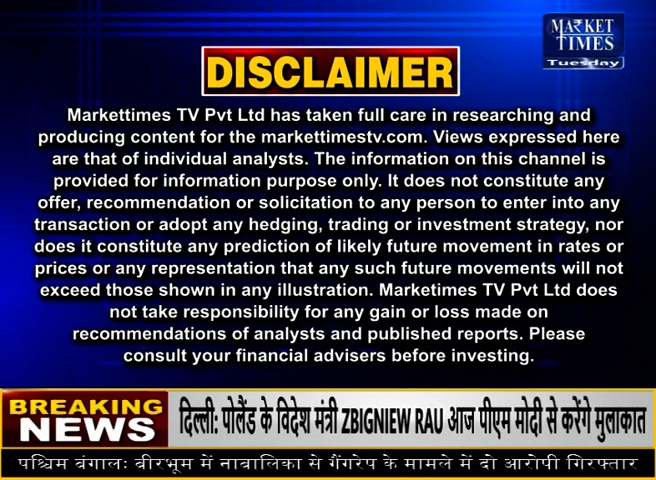 MARKET
TIMES
Tuesday
DISCLAIMER
Markettimes TV Pvt Ltd has taken full care in researching and
producing content for the markettimestv.com. Views expressed here
are that of individual analysts. The information on this channel is
provided for information purpose only. It does not constitute any
offer, recommendation or solicitation to any person to enter into any
transaction or adopt any hedging, trading or investment strategy, nor
does it constitute any prediction of likely future movement in rates or
prices or any representation that any such future movements will not
exceed those shown in any illustration. Marketimes TV Pvt Ltd does
not take responsibility for any gain or loss made on
recommendations of analysts and published reports. Please
consult your financial advisers before investing.
BREAKING
NEWS
दिल्ली: पोलैंड के विदेश मंत्री ZBIGNIEW RAU आज पीएम मोदी से करेंगे मुलाकात
पश्चिम बंगाल: बीरभूम में नाबालिका से गैंगरेप के मामले में दो आरोपी गिरफ्तार